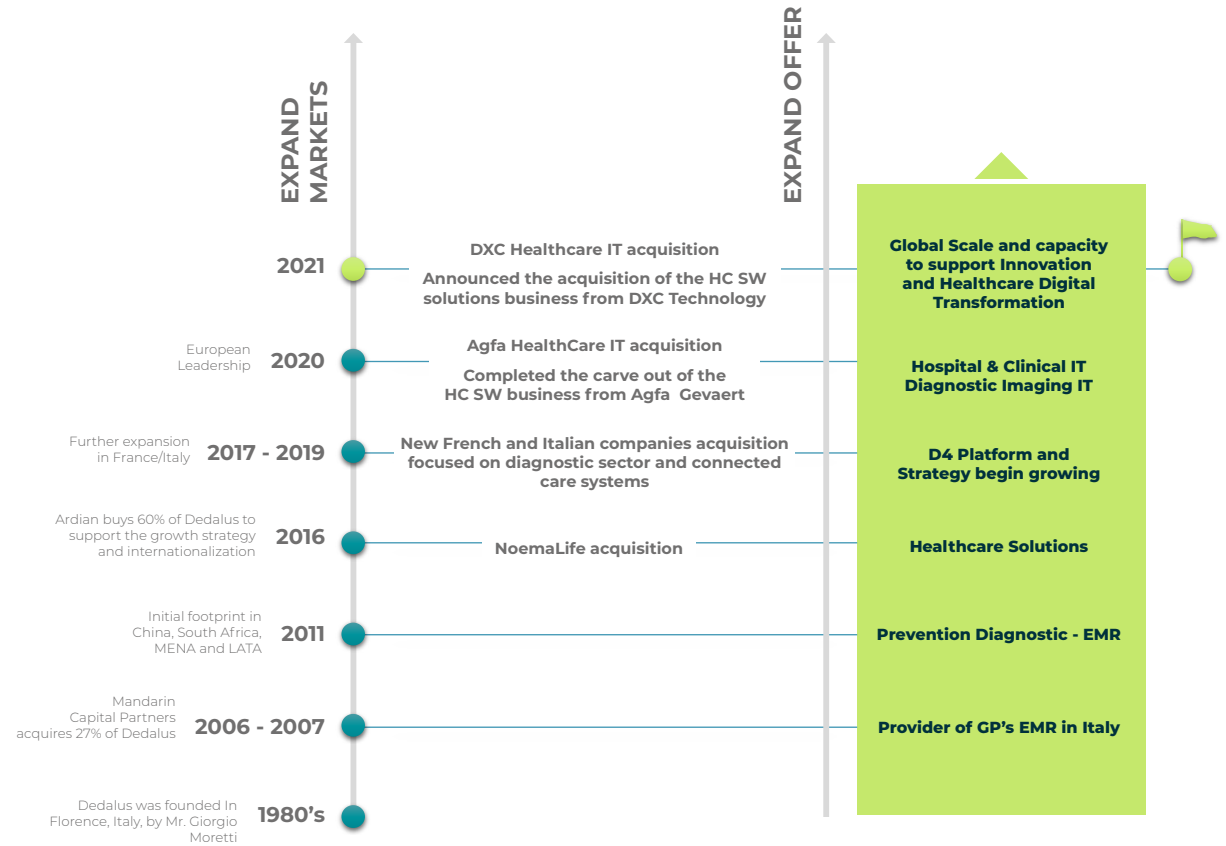 EXPAND
MARKETS
EXPAND OFFER
2021
DXC Healthcare IT acquisition
Announced the acquisition of the HC SW
solutions business from DXC Technology
Global Scale and capacity
to support Innovation
and Healthcare Digital
Transformation
European
Leadership
2020
Agfa HealthCare IT acquisition
Completed the carve out of the
HC SW business from Agfa Gevaert
Hospital & Clinical IT
Diagnostic Imaging IT
Further expansion
in France/Italy
2017 - 2019
New French and Italian companies acquisition
focused on diagnostic sector and connected
care systems
D4 Platform and
Strategy begin growing
Ardian buys 60% of Dedalus to
support the growth strategy
and internationalization
2016
NoemaLife acquisition
Healthcare Solutions
Initial footprint in
China, South Africa,
MENA and LATA
2011
Prevention Diagnostic - EMR
Mandarin
Capital Partners
acquires 27% of Dedalus
2006 - 2007
Provider of GP’s EMR in Italy
Dedalus was founded In
Florence, Italy, by Mr. Giorgio
Moretti
1980’s